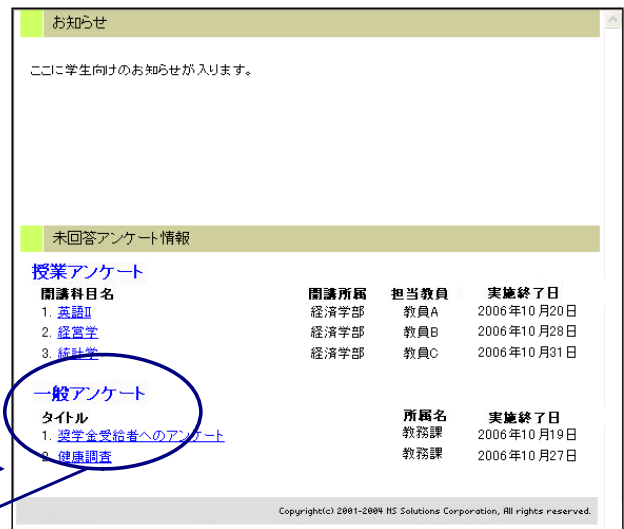 お知らせ
ここに学生向けのお知らせが入ります。
未回答アンケート情報
授業アンケート
開講科目名 開講所属 担当教員 実施終了日
1. 英語II 経済学部 教員A 2006年10月20日
2. 経営学 経済学部 教員B 2006年10月28日
3. 統計学 経済学部 教員C 2006年10月31日
一般アンケート
タイトル 所属名 実施終了日
1. 奨学金受給者へのアンケート 教務課 2006年10月19日
2. 健康調査 教務課 2006年10月27日
Copyright(c) 2001-2004 NS Solutions Corporation, All rights reserved.